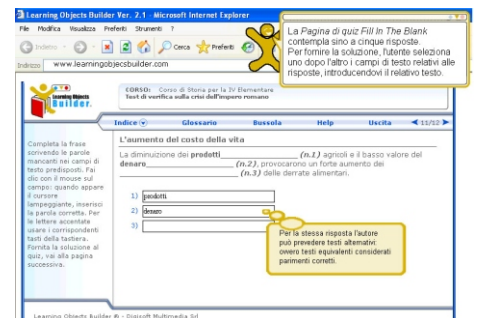 Learning Objects Builder Ver. 2.1 - Microsoft Internet Explorer
File Modifica Visualizza Preferiti Strumenti ?
Indietro Cerca Preferiti
Indirizzo www.learningobjecsbuilder.com
La Pagina di quiz Fill In The Blank
contempla sino a cinque risposte.
Per fornire la soluzione, l'utente seleziona
uno dopo l'altro i campi di testo relativi alle
risposte, introducendovi il relativo testo.
Learning Objects
Builder.
CORSO: Corso di Storia per la IV Elementare
Test di verifica sulla crisi dell'impero romano
Indice Glossario Bussola Help Uscita 11/12
Completa la frase
scrivendo le parole
mancanti nei campi di
testo predisposti. Fai
clic con il mouse sul
campo: quando appare
il cursore
lampeggiante, inserisci
la parola corretta. Per
le lettere accentate
usare i corrispondenti
tasti della tastiera.
Fornita la soluzione al
quiz, vai alla pagina
successiva.
L'aumento del costo della vita
La diminuzione dei prodotti____________ (n.1) agricoli e il basso valore del
denaro________________ (n.2), provocarono un forte aumento dei
________________ (n.3) delle derrate alimentari.
1) prodotti
2) denaro
3)
Per la stessa risposta l'autore
può prevedere testi alternativi
ovvero testi equivalenti considerati
parimenti corretti.
Learning Objects Builder ® - Digisoft Multimedia Srl